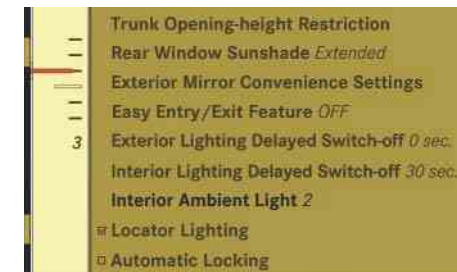 Trunk Opening-height Restriction
Rear Window Sunshade Extended
Exterior Mirror Convenience Settings
Easy Entry/Exit Feature OFF
3 Exterior Lighting Delayed Switch-off 0 sec.
Interior Lighting Delayed Switch-off 30 sec.
Interior Ambient Light 2
Locator Lighting
Automatic Locking